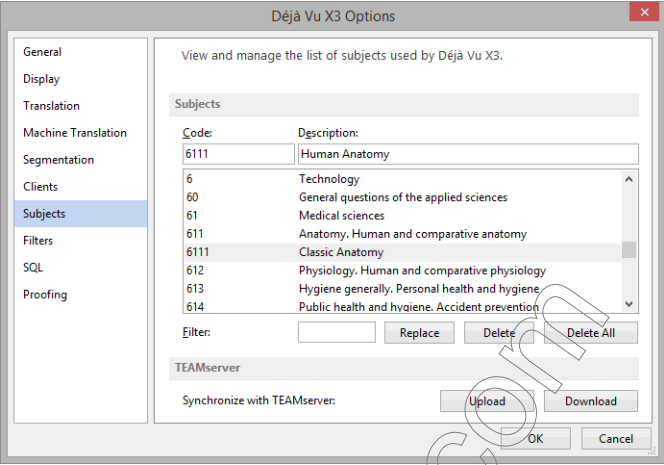 Déjà Vu X3 Options
General
Display
Translation
Machine Translation
Segmentation
Clients
Subjects
Filters
SQL
Proofing
View and manage the list of subjects used by Déjà Vu X3.
Subjects
Code: Description:
6111 Human Anatomy
6 Technology
60 General questions of the applied sciences
61 Medical sciences
611 Anatomy. Human and comparative anatomy
6111 Classic Anatomy
612 Physiology. Human and comparative physiology
613 Hygiene generally. Personal health and hygiene
614 Public health and hygiene. Accident prevention
Filter: Replace Delete Delete All
TEAMserver
Synchronize with TEAMserver: Upload Download
OK Cancel
com